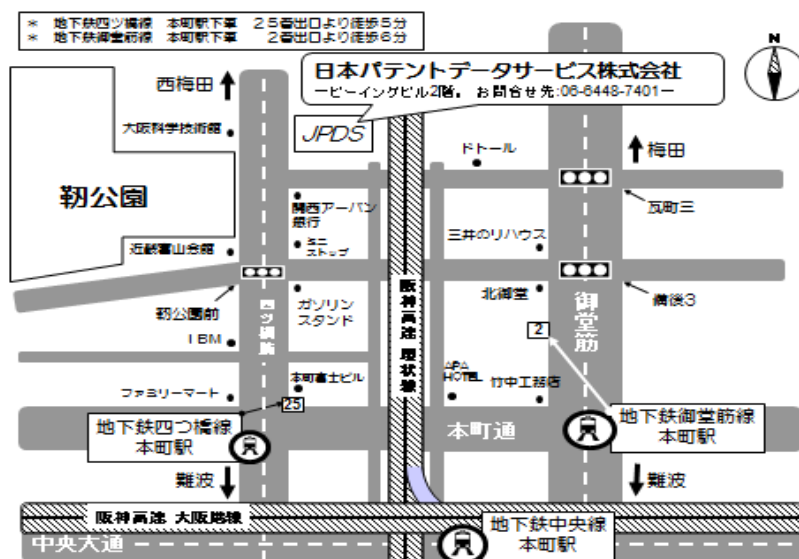 * 地下鉄四ツ橋線 本町駅下車 25番出口より徒歩5分
* 地下鉄御堂筋線 本町駅下車 2番出口より徒歩6分
日本パテントデータサービス株式会社
ービーイングビル2階, お問合せ先:06-6448-7401ー
N
西梅田
大阪科学技術館
JPDS
ドトール
梅田
靭公園
関西アーバン
銀行
瓦町三
ミニ
ストップ
三井のリハウス
近畿富山会館
北御堂
備後3
靭公園前
ガソリン
スタンド
四ツ橋筋
阪神高速 環状線
御堂筋
2
IBM
本町富士ビル
APA
HOTEL
竹中工務店
ファミリーマート
25
地下鉄四つ橋線
本町駅
本町通
地下鉄御堂筋線
本町駅
難波
難波
阪神高速 大阪港線
地下鉄中央線
本町駅
中央大通